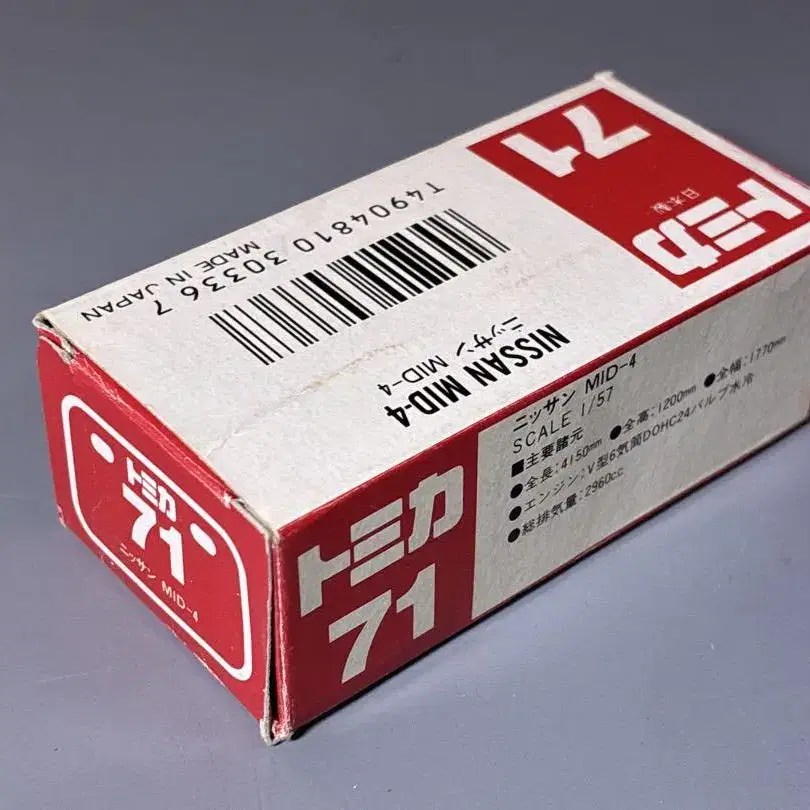 トミカ
71
日本製
T4904810 303367
MADE IN JAPAN
NISSAN MID-4
ニッサン MID-4
トミカ
71
ニッサン MID-4
SCALE 1/57
■主要諸元
●全長:4150mm ●全高:1200mm ●全幅:1770mm
●エンジン:V型6気筒DOHC24バルブ水冷
●総排気量:2960cc
トミカ
71
ニッサン MID-4